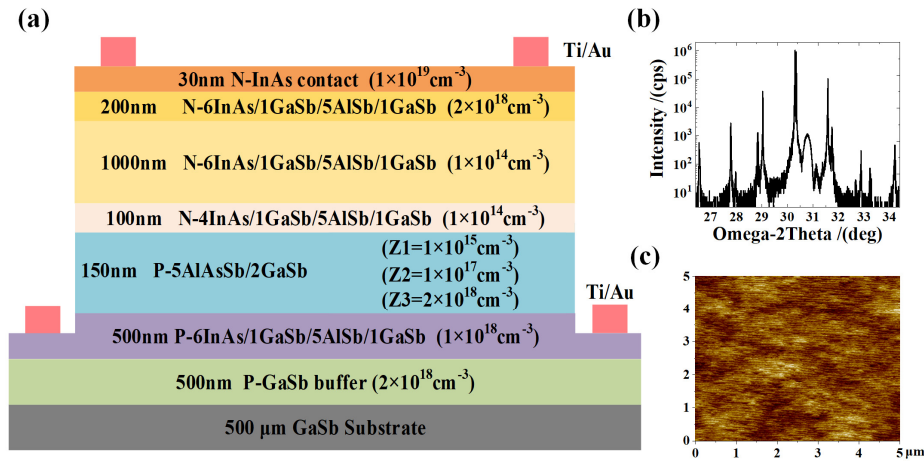 (a)
Ti/Au
30nm N-InAs contact (1×10¹⁹cm⁻³)
200nm N-6InAs/1GaSb/5AlSb/1GaSb (2×10¹⁸cm⁻³)
1000nm N-6InAs/1GaSb/5AlSb/1GaSb (1×10¹⁴cm⁻³)
100nm N-4InAs/1GaSb/5AlSb/1GaSb (1×10¹⁴cm⁻³)
150nm P-5AlAsSb/2GaSb
(Z1=1×10¹⁵cm⁻³)
(Z2=1×10¹⁷cm⁻³)
(Z3=2×10¹⁸cm⁻³)
Ti/Au
500nm P-6InAs/1GaSb/5AlSb/1GaSb (1×10¹⁸cm⁻³)
500nm P-GaSb buffer (2×10¹⁸cm⁻³)
500 μm GaSb Substrate
(b)
Intensity /(cps)
10⁶
10⁵
10⁴
10³
10²
10¹
27 28 29 30 31 32 33 34
Omega-2Theta /(deg)
(c)
5
4
3
2
1
0
0 1 2 3 4 5 μm